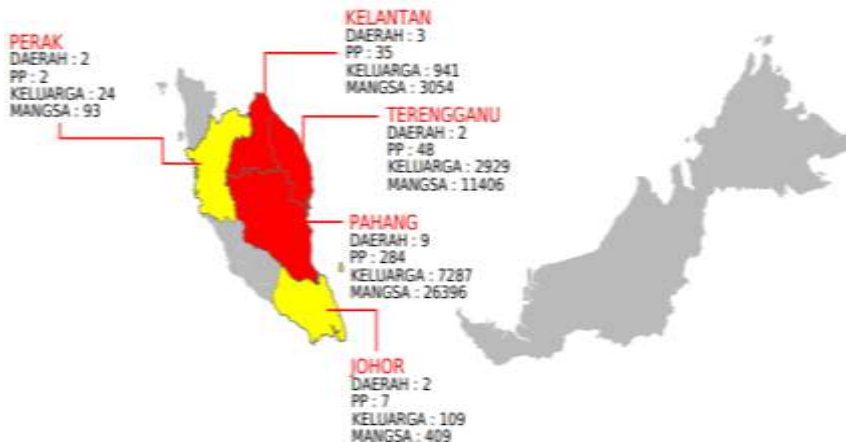 KELANTAN
DAERAH : 3
PP : 35
KELUARGA : 941
MANGSA : 3054
PERAK
DAERAH : 2
PP : 2
KELUARGA : 24
MANGSA : 93
TERENGGANU
DAERAH : 2
PP : 48
KELUARGA : 2929
MANGSA : 11406
PAHANG
DAERAH : 9
PP : 284
KELUARGA : 7287
MANGSA : 26396
JOHOR
DAERAH : 2
PP : 7
KELUARGA : 109
MANGSA : 409